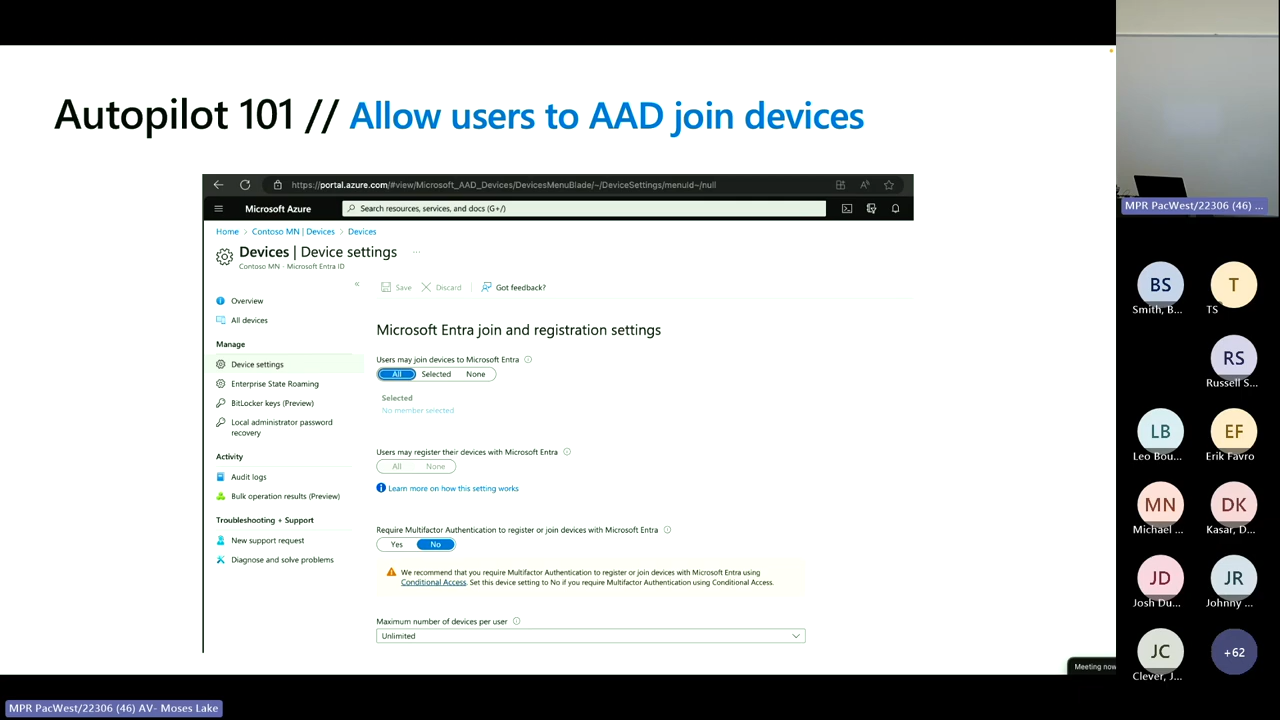 Autopilot 101 // Allow users to AAD join devices
https://portal.azure.com/#view/Microsoft_AAD_Devices/DevicesMenuBlade/~/DeviceSettings/menuId~/null
Microsoft Azure
Search resources, services, and docs (G+/)
Home > Contoso MN | Devices > Devices
Devices | Device settings ...
Contoso MN - Microsoft Entra ID
«
Overview
All devices
Manage
Device settings
Enterprise State Roaming
BitLocker keys (Preview)
Local administrator password
recovery
Activity
Audit logs
Bulk operation results (Preview)
Troubleshooting + Support
New support request
Diagnose and solve problems
Save Discard Got feedback?
Microsoft Entra join and registration settings
Users may join devices to Microsoft Entra
All Selected None
Selected
No member selected
Users may register their devices with Microsoft Entra
All None
Learn more on how this setting works
Require Multifactor Authentication to register or join devices with Microsoft Entra
Yes No
We recommend that you require Multifactor Authentication to register or join devices with Microsoft Entra using
Conditional Access. Set this device setting to No if you require Multifactor Authentication using Conditional Access.
Maximum number of devices per user
Unlimited
Meeting now
MPR PacWest/22306 (46) AV- Moses Lake
MPR PacWest/22306 (46) ...
BS
Smith, B...
T
TS
RS
Russell S...
LB
Leo Bou...
EF
Erik Favro
MN
Michael ...
DK
Kasar, D...
JD
Josh Du...
JR
Johnny ...
JC
Clever, J...
+62